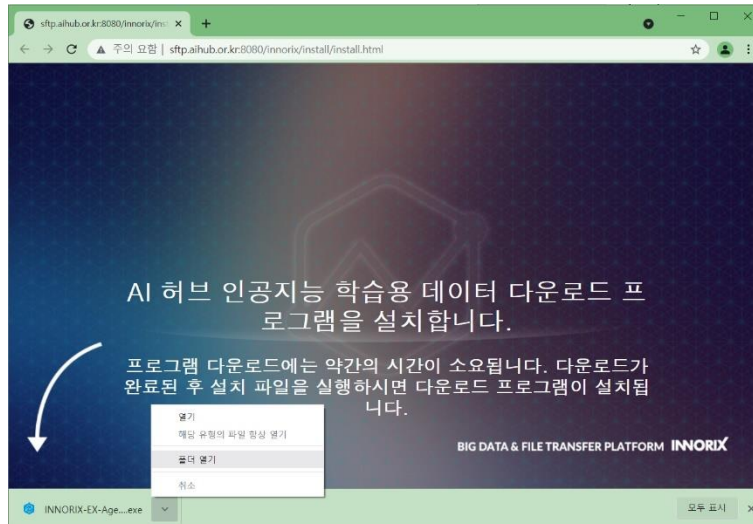 sftp.aihub.or.kr:8080/innorix/inst
주의 요함 | sftp.aihub.or.kr:8080/innorix/install/install.html
AI 허브 인공지능 학습용 데이터 다운로드 프
로그램을 설치합니다.
프로그램 다운로드에는 약간의 시간이 소요됩니다. 다운로드가
완료된 후 설치 파일을 실행하시면 다운로드 프로그램이 설치됩
니다.
열기
해당 유형의 파일 항상 열기
폴더 열기
취소
BIG DATA & FILE TRANSFER PLATFORM INNORIX
INNORIX-EX-Age....exe
모두 표시